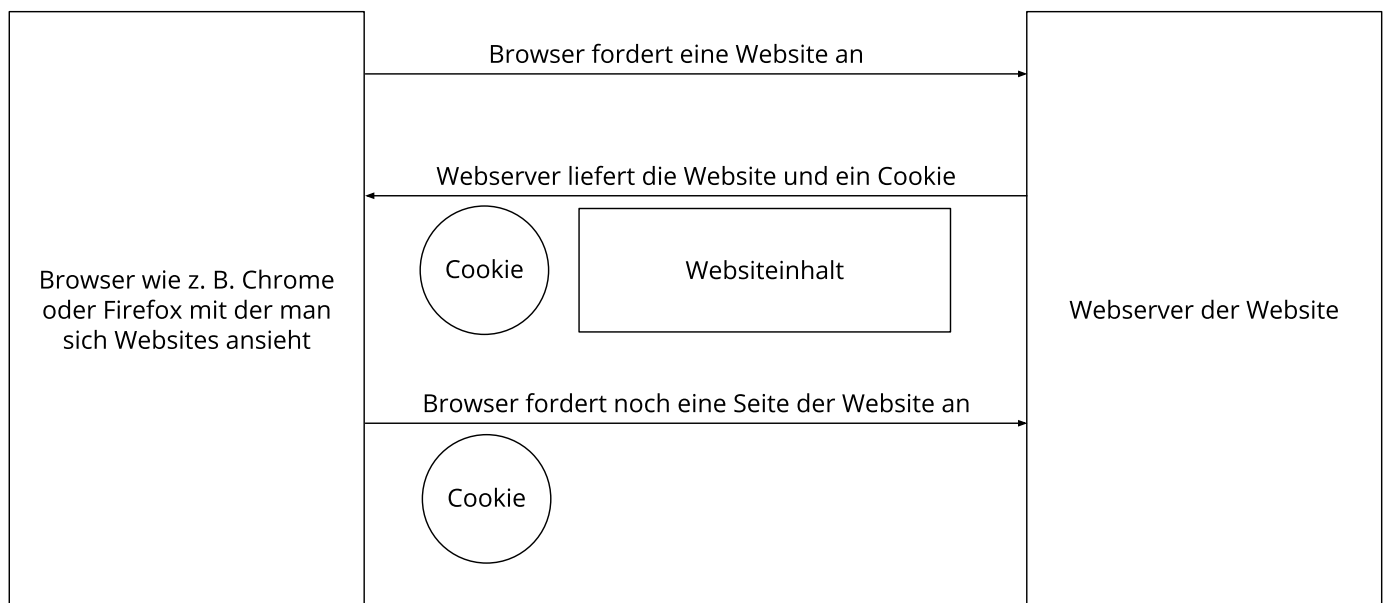 Browser fordert eine Website an
Webserver liefert die Website und ein Cookie
Cookie
Websiteinhalt
Browser wie z. B. Chrome
oder Firefox mit der man
sich Websites ansieht
Webserver der Website
Browser fordert noch eine Seite der Website an
Cookie